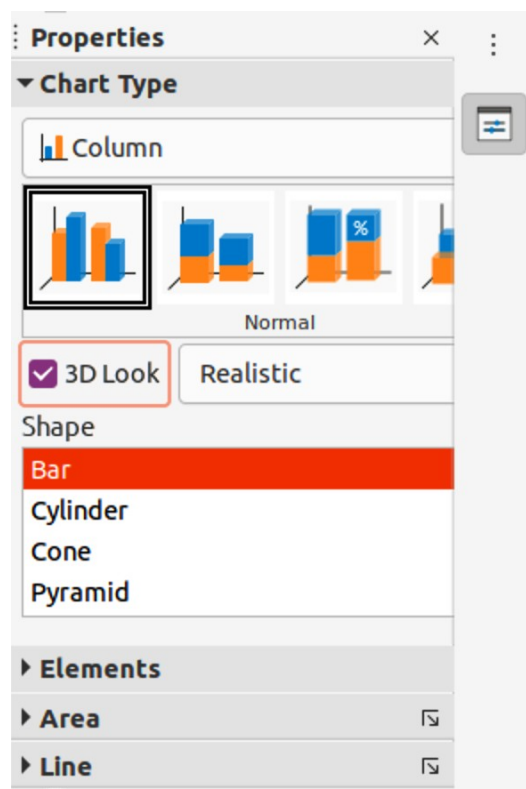 Properties
Chart Type
Column
%
Normal
3D Look Realistic
Shape
Bar
Cylinder
Cone
Pyramid
Elements
Area
Line